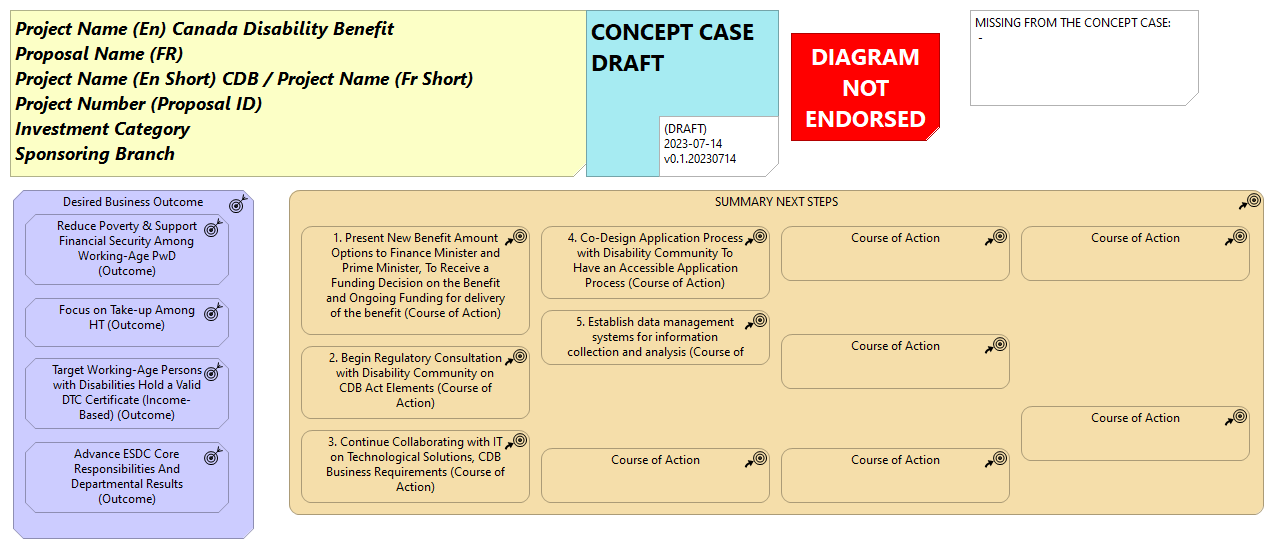 Project Name (En) Canada Disability Benefit
Proposal Name (FR)
Project Name (En Short) CDB / Project Name (Fr Short)
Project Number (Proposal ID)
Investment Category
Sponsoring Branch
CONCEPT CASE
DRAFT
(DRAFT)
2023-07-14
v0.1.20230714
DIAGRAM
NOT
ENDORSED
MISSING FROM THE CONCEPT CASE:
-
Desired Business Outcome
Reduce Poverty & Support
Financial Security Among
Working-Age PwD
(Outcome)
Focus on Take-up Among
HT (Outcome)
Target Working-Age Persons
with Disabilities Hold a Valid
DTC Certificate (Income-
Based) (Outcome)
Advance ESDC Core
Responsibilities And
Departmental Results
(Outcome)
SUMMARY NEXT STEPS
1. Present New Benefit Amount
Options to Finance Minister and
Prime Minister, To Receive a
Funding Decision on the Benefit
and Ongoing Funding for delivery
of the benefit (Course of Action)
2. Begin Regulatory Consultation
with Disability Community on
CDB Act Elements (Course of
Action)
3. Continue Collaborating with IT
on Technological Solutions, CDB
Business Requirements (Course of
Action)
4. Co-Design Application Process
with Disability Community To
Have an Accessible Application
Process (Course of Action)
5. Establish data management
systems for information
collection and analysis (Course of
Course of Action
Course of Action
Course of Action
Course of Action
Course of Action
Course of Action